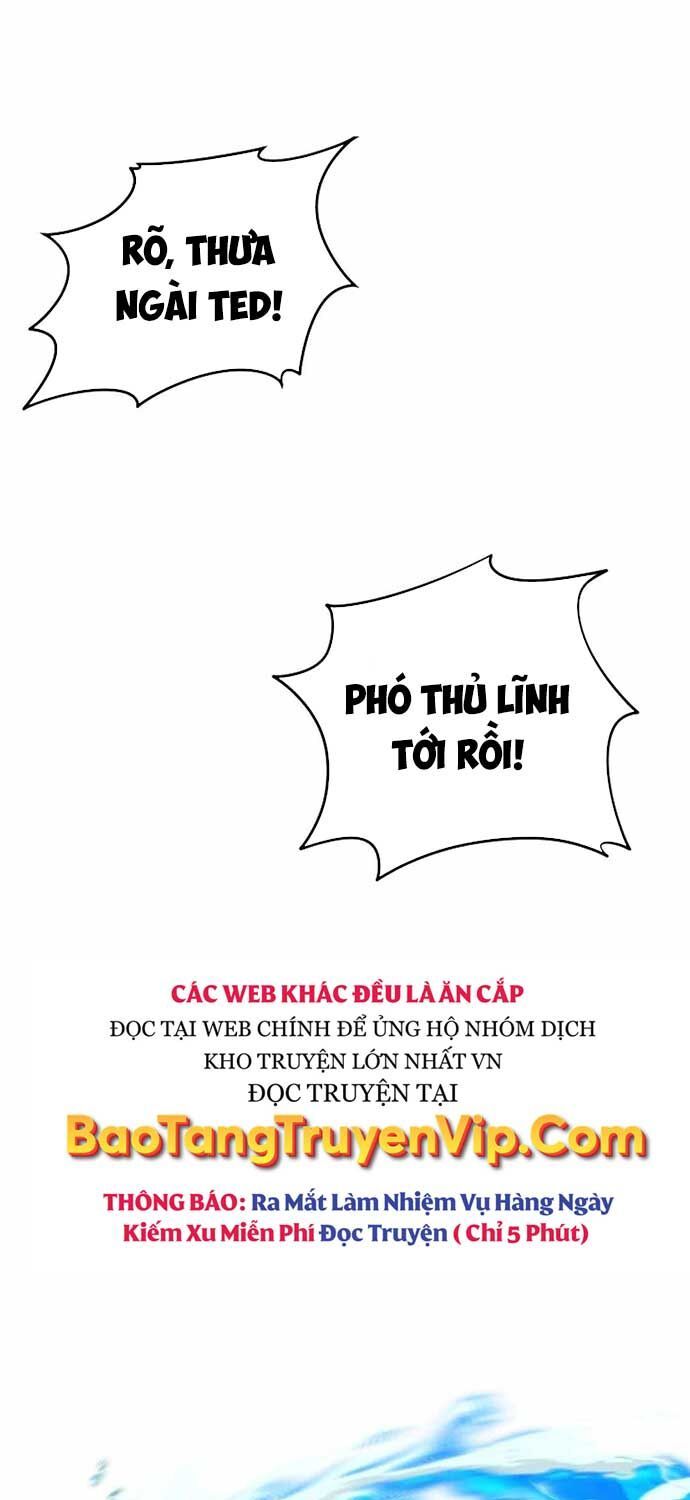 RÕ, THƯA
NGÀI TED!
PHÓ THỦ LĨNH
TỚI RỒI!
CÁC WEB KHÁC ĐỀU LÀ ĂN CẮP
ĐỌC TẠI WEB CHÍNH ĐỂ ỦNG HỘ NHÓM DỊCH
KHO TRUYỆN LỚN NHẤT VN
ĐỌC TRUYỆN TẠI
BaoTangTruyenVip.Com
THÔNG BÁO: Ra Mắt Làm Nhiệm Vụ Hàng Ngày
Kiếm Xu Miễn Phí Đọc Truyện ( Chỉ 5 Phút)